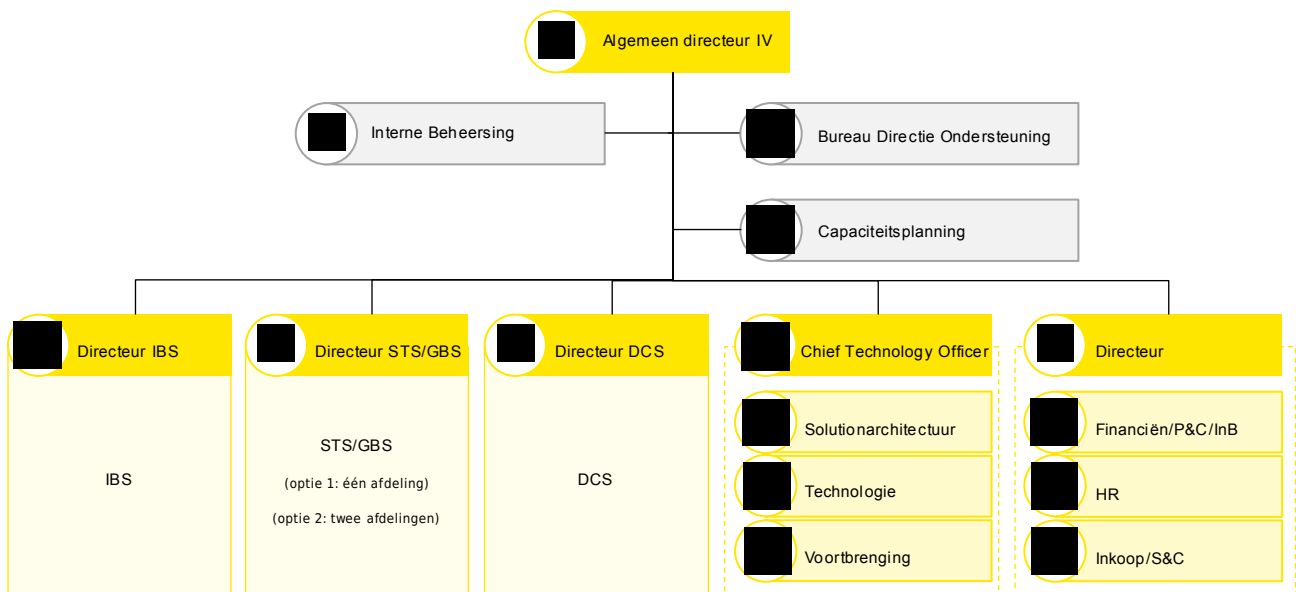 Algemeen directeur IV
Interne Beheersing
Bureau Directie Ondersteuning
Capaciteitsplanning
Directeur IBS
Directeur STS/GBS
Directeur DCS
Chief Technology Officer
Directeur
IBS
STS/GBS
(optie 1: één afdeling)
(optie 2: twee afdelingen)
DCS
Solutionarchitectuur
Technologie
Voortbrenging
Financiën/P&C/InB
HR
Inkoop/S&C